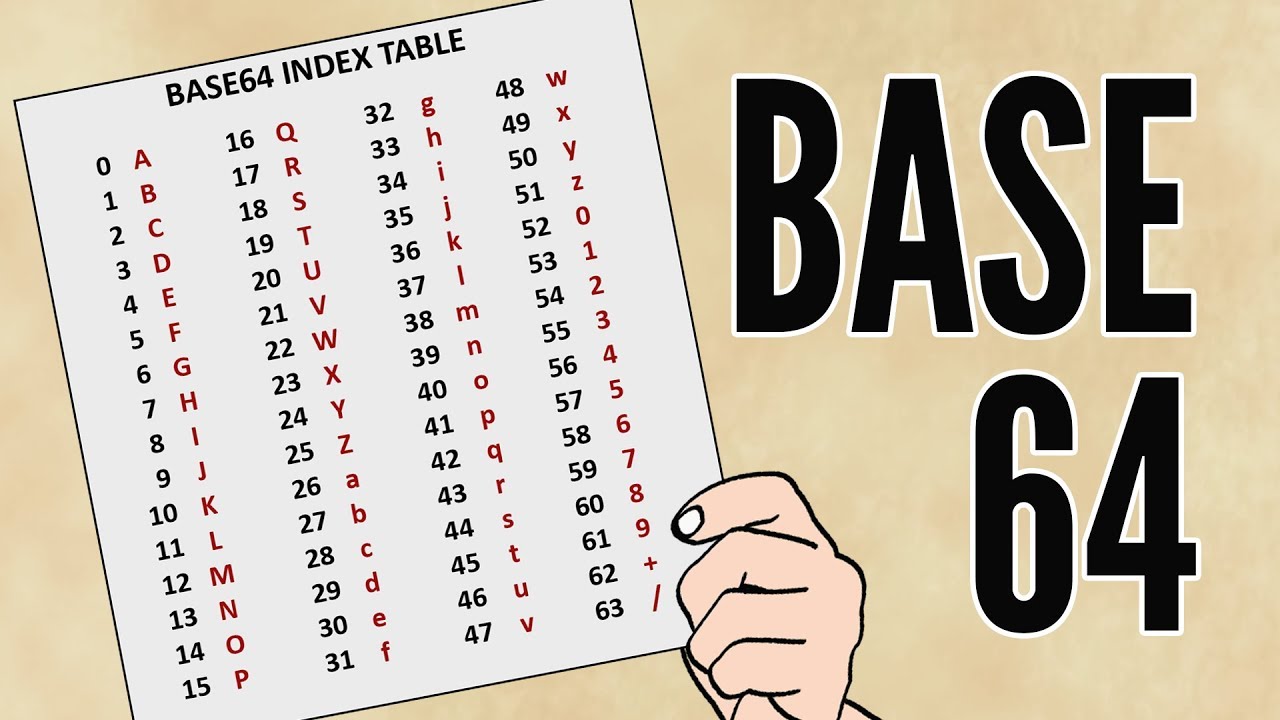 BASE64 INDEX TABLE
0 A 16 Q 32 g 48 w
1 B 17 R 33 h 49 x
2 C 18 S 34 i 50 y
3 D 19 T 35 j 51 z
4 E 20 U 36 k 52 0
5 F 21 V 37 l 53 1
6 G 22 W 38 m 54 2
7 H 23 X 39 n 55 3
8 I 24 Y 40 o 56 4
9 J 25 Z 41 p 57 5
10 K 26 a 42 q 58 6
11 L 27 b 43 r 59 7
12 M 28 c 44 s 60 8
13 N 29 d 45 t 61 9
14 O 30 e 46 u 62 +
15 P 31 f 47 v 63 /
BASE
64